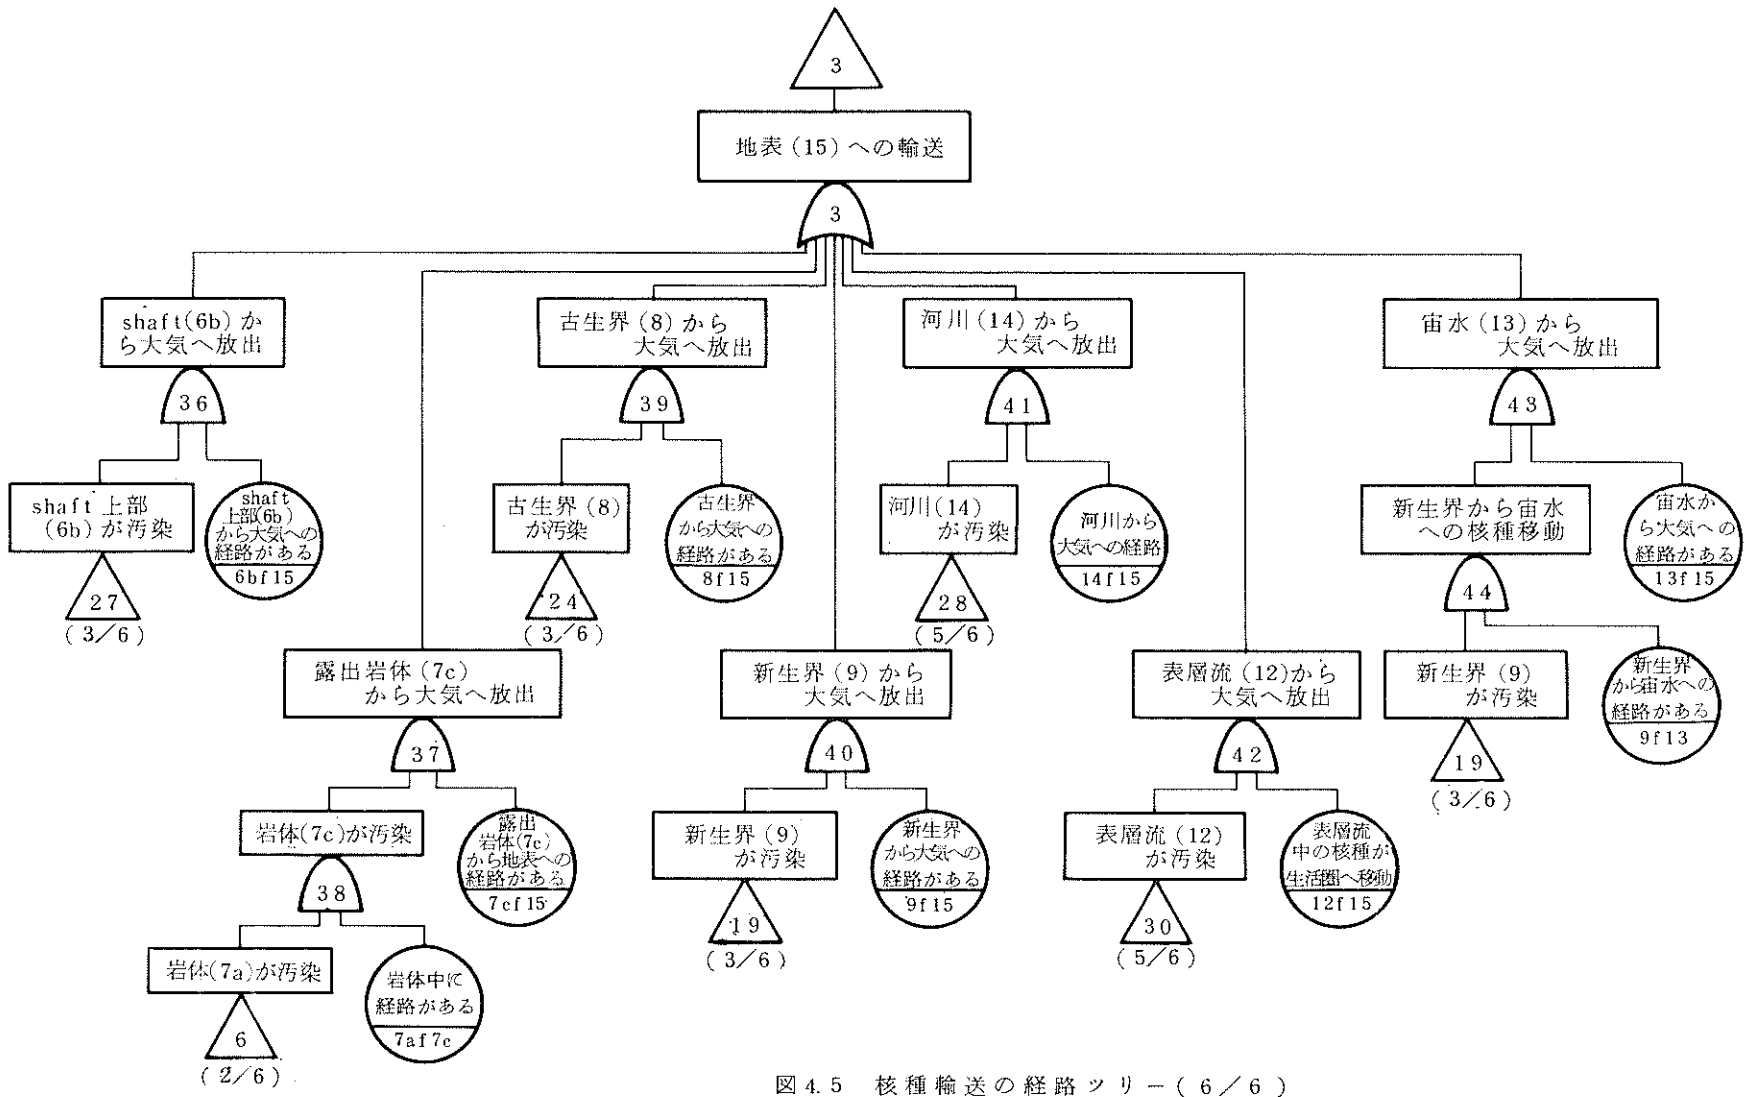 3
地表(15)への輸送
3
shaft(6b)か
ら大気へ放出
36
shaft上部
(6b)が汚染
27
(3/6)
shaft
上部(6b)
から大気への
経路がある
6bf15
露出岩体(7c)
から大気へ放出
37
岩体(7c)が汚染
38
岩体(7a)が汚染
6
(2/6)
岩体中に
経路がある
7af7c
露出
岩体(7c)
から地表への
経路がある
7cf15
古生界(8)から
大気へ放出
39
古生界(8)
が汚染
24
(3/6)
古生界
から大気への
経路がある
8f15
新生界(9)から
大気へ放出
40
新生界(9)
が汚染
19
(3/6)
新生界
から大気への
経路がある
9f15
河川(14)から
大気へ放出
41
河川(14)
が汚染
28
(5/6)
河川から
大気への経路
14f15
表層流(12)から
大気へ放出
42
表層流(12)
が汚染
30
(5/6)
表層流
中の核種が
生活圏へ移動
12f15
宙水(13)から
大気へ放出
43
新生界から宙水
への核種移動
44
新生界(9)
が汚染
19
(3/6)
新生界
から宙水への
経路がある
9f13
宙水か
ら大気への
経路がある
13f15
図4.5 核種輸送の経路ツリー(6/6)